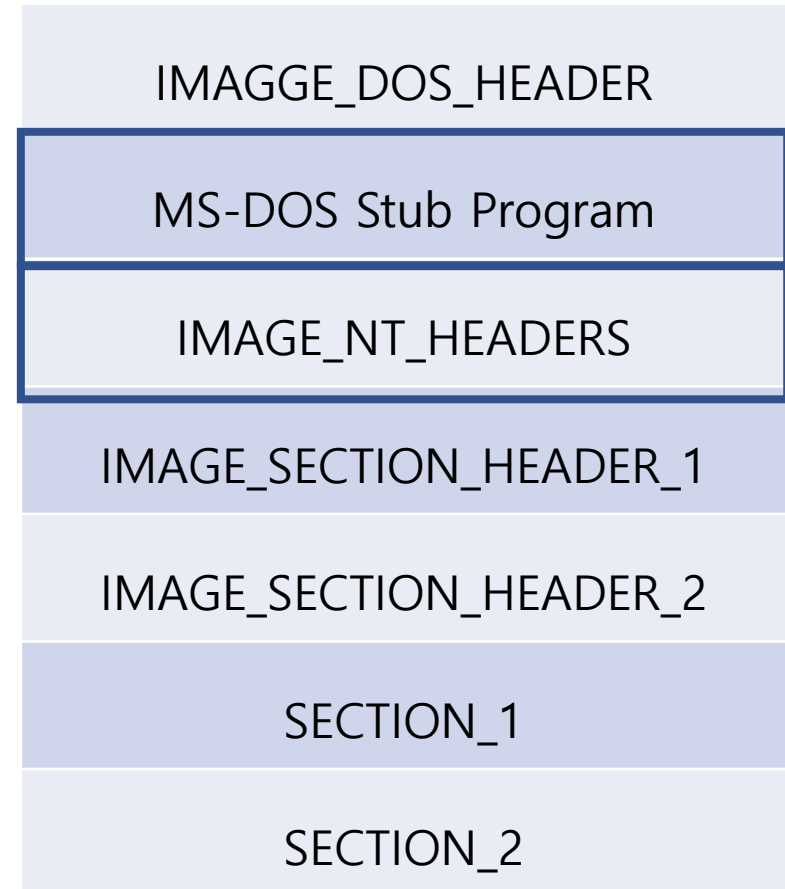 IMAGGE_DOS_HEADER
MS-DOS Stub Program
IMAGE_NT_HEADERS
IMAGE_SECTION_HEADER_1
IMAGE_SECTION_HEADER_2
SECTION_1
SECTION_2